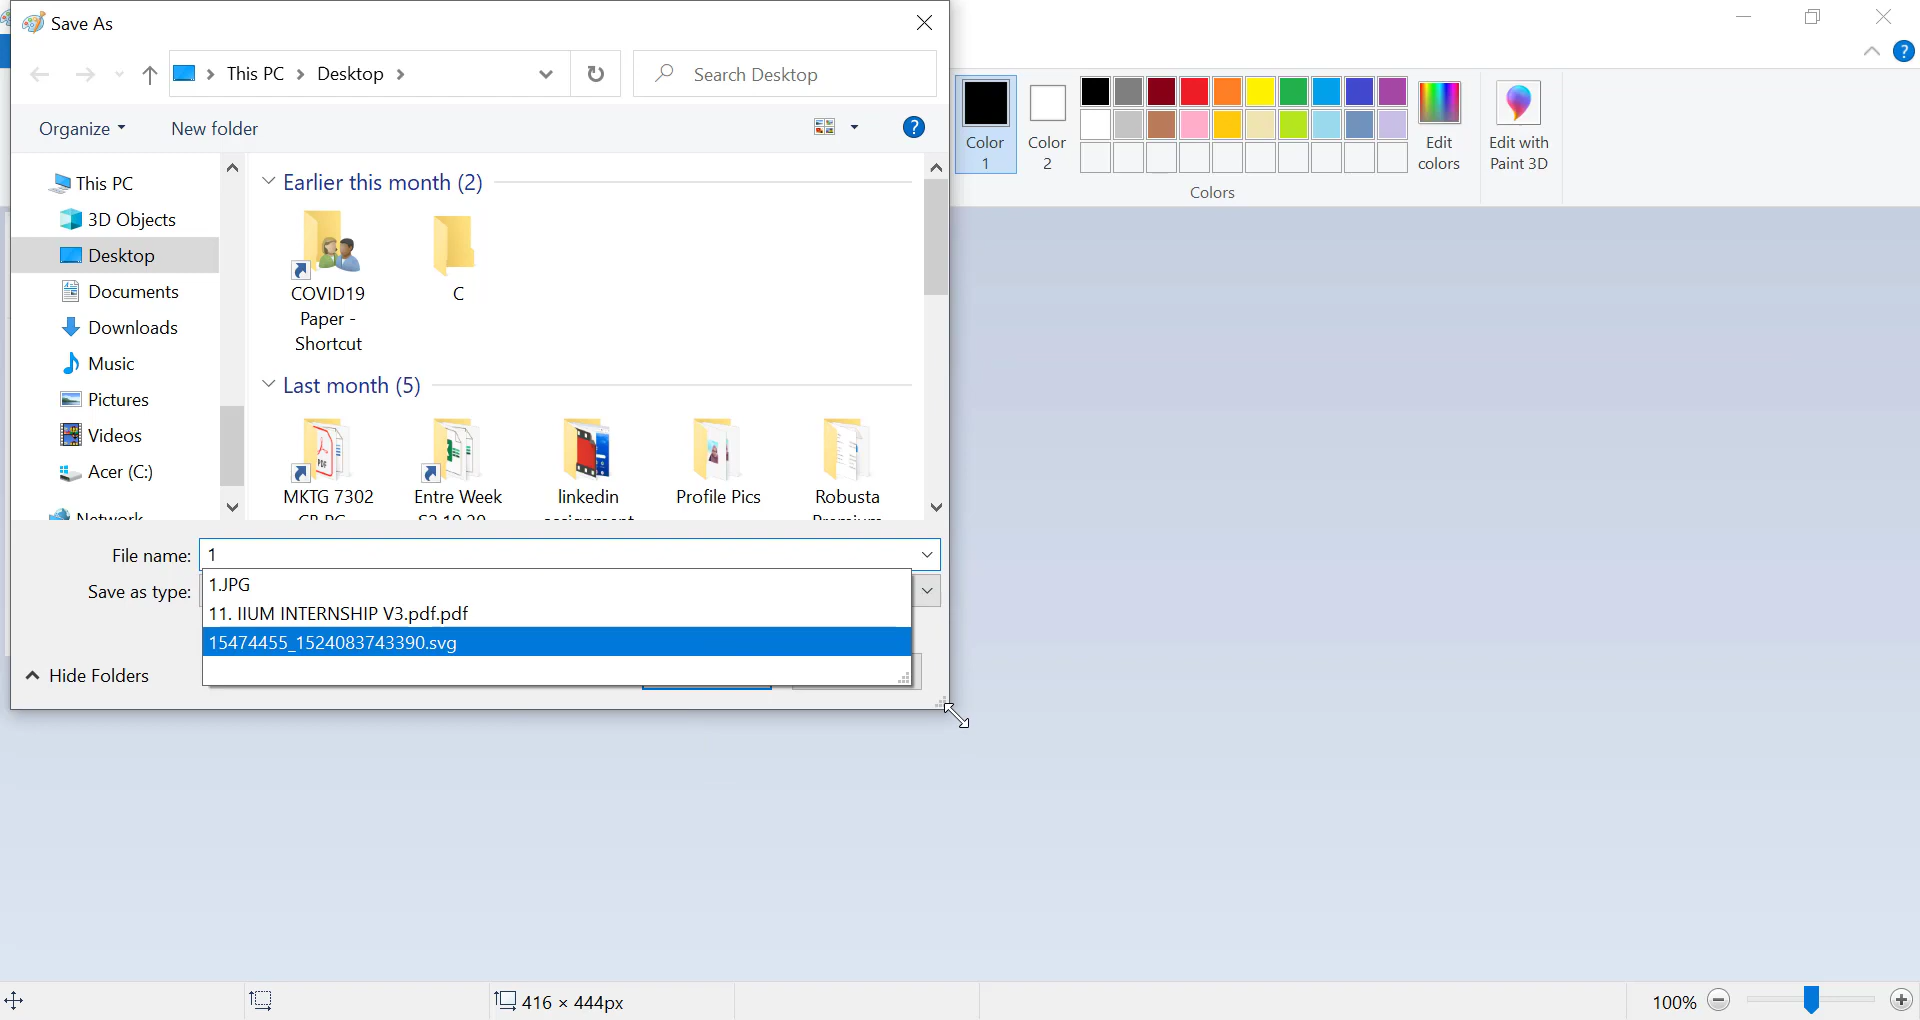 Save As
This PC
Desktop
Search Desktop
Organize
New folder
?
?
This PC
3D Objects
Desktop
Documents
Downloads
Music
Pictures
Videos
Acer (C:)
Network
Earlier this month (2)
COVID19
Paper -
Shortcut
C
Last month (5)
MKTG 7302
Entre Week
linkedin
Profile Pics
Robusta
Premium
File name:
1
Save as type:
1.JPG
11. IIUM INTERNSHIP V3.pdf.pdf
15474455_1524083743390.svg
Hide Folders
Color
1
Color
2
Edit
colors
Edit with
Paint 3D
Colors
416 × 444px
100%